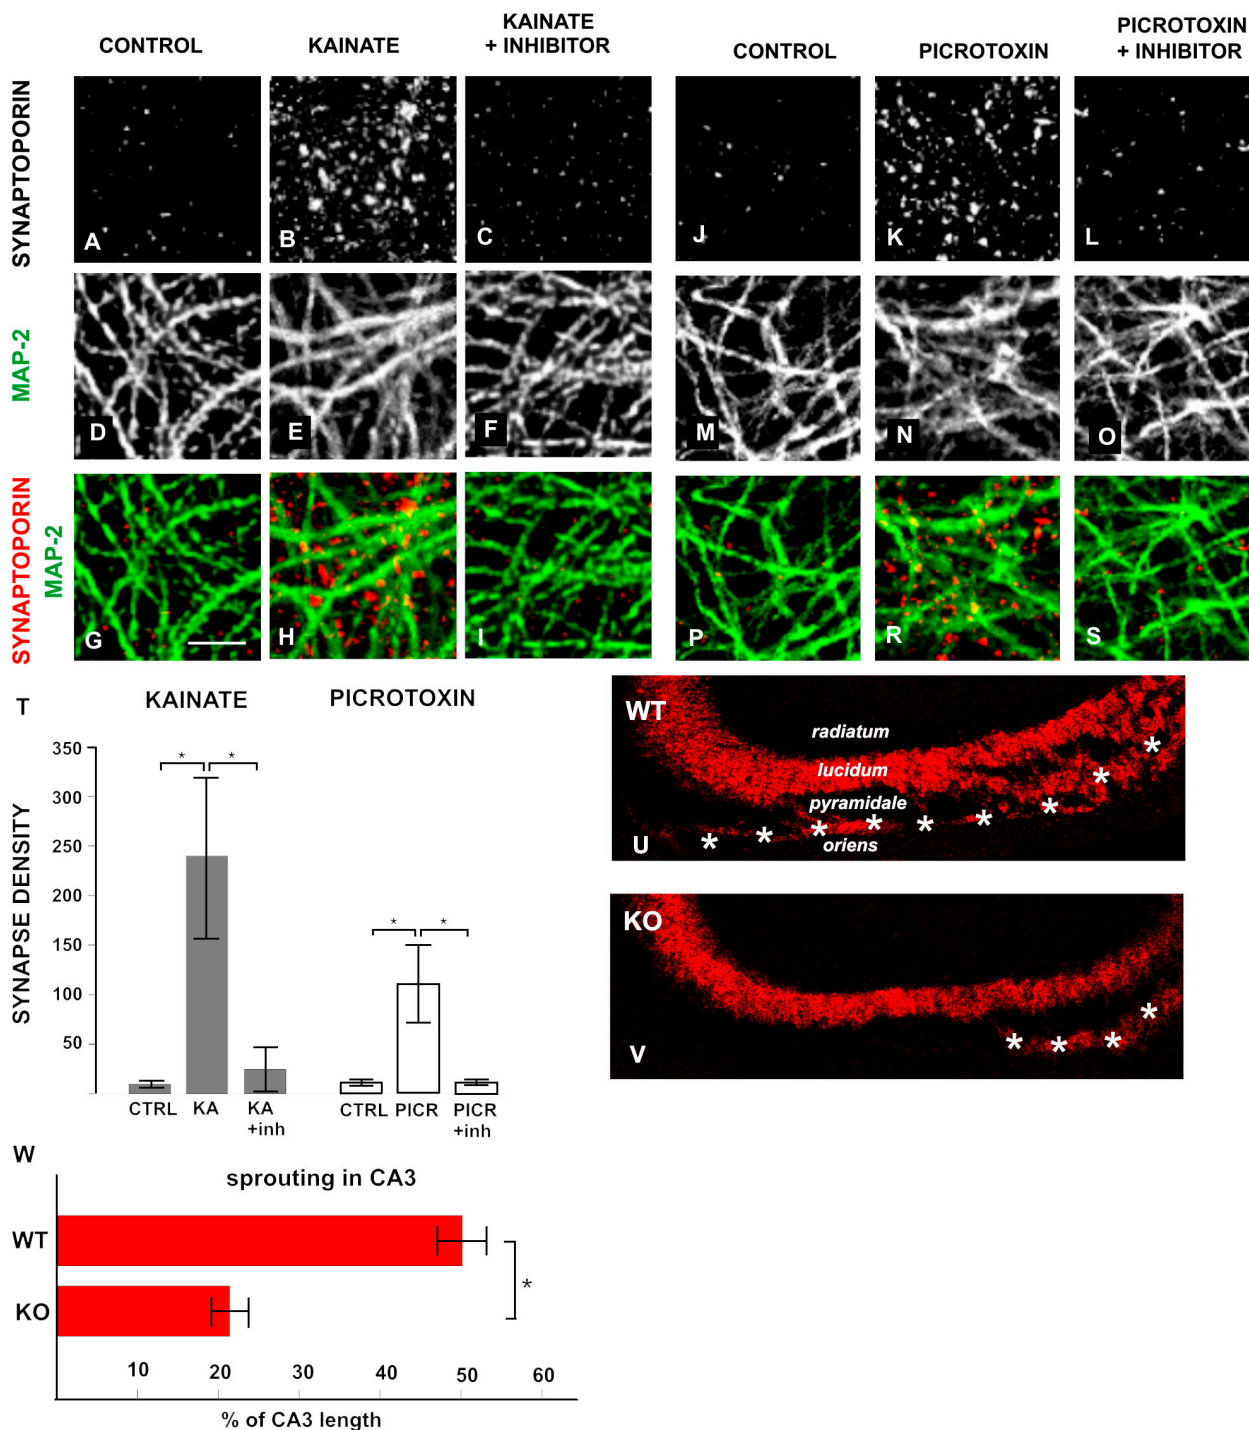 CONTROL
KAINATE
KAINATE
+ INHIBITOR
CONTROL
PICROTOXIN
PICROTOXIN
+ INHIBITOR
SYNAPTOPORIN
A
B
C
J
K
L
MAP-2
D
E
F
M
N
O
SYNAPTOPORIN
MAP-2
G
H
I
P
R
S
T
KAINATE
PICROTOXIN
SYNAPSE DENSITY
350
300
250
200
150
100
50
* *
* *
CTRL
KA
KA
+inh
CTRL
PICR
PICR
+inh
WT
radiatum
lucidum
pyramidale
oriens
* * * * * * * * *
U
KO
* * * *
V
W
sprouting in CA3
WT
KO
*
10 20 30 40 50 60
% of CA3 length